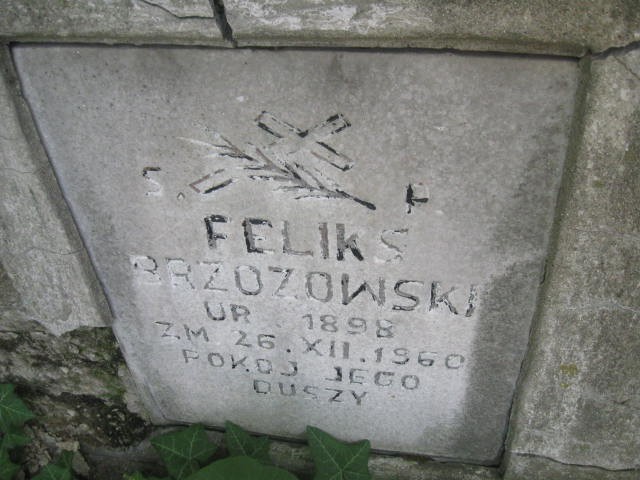 S. P
FELIKS
BRZOZOWSKI
UR 1898
ZM 26.XII.1960
POKÓJ JEGO
DUSZY